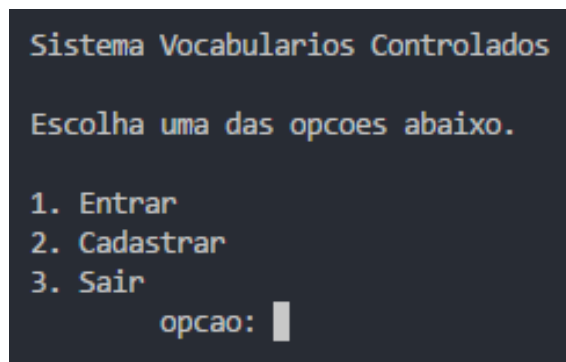 Sistema Vocabularios Controlados
Escolha uma das opcoes abaixo.
1. Entrar
2. Cadastrar
3. Sair
opcao: